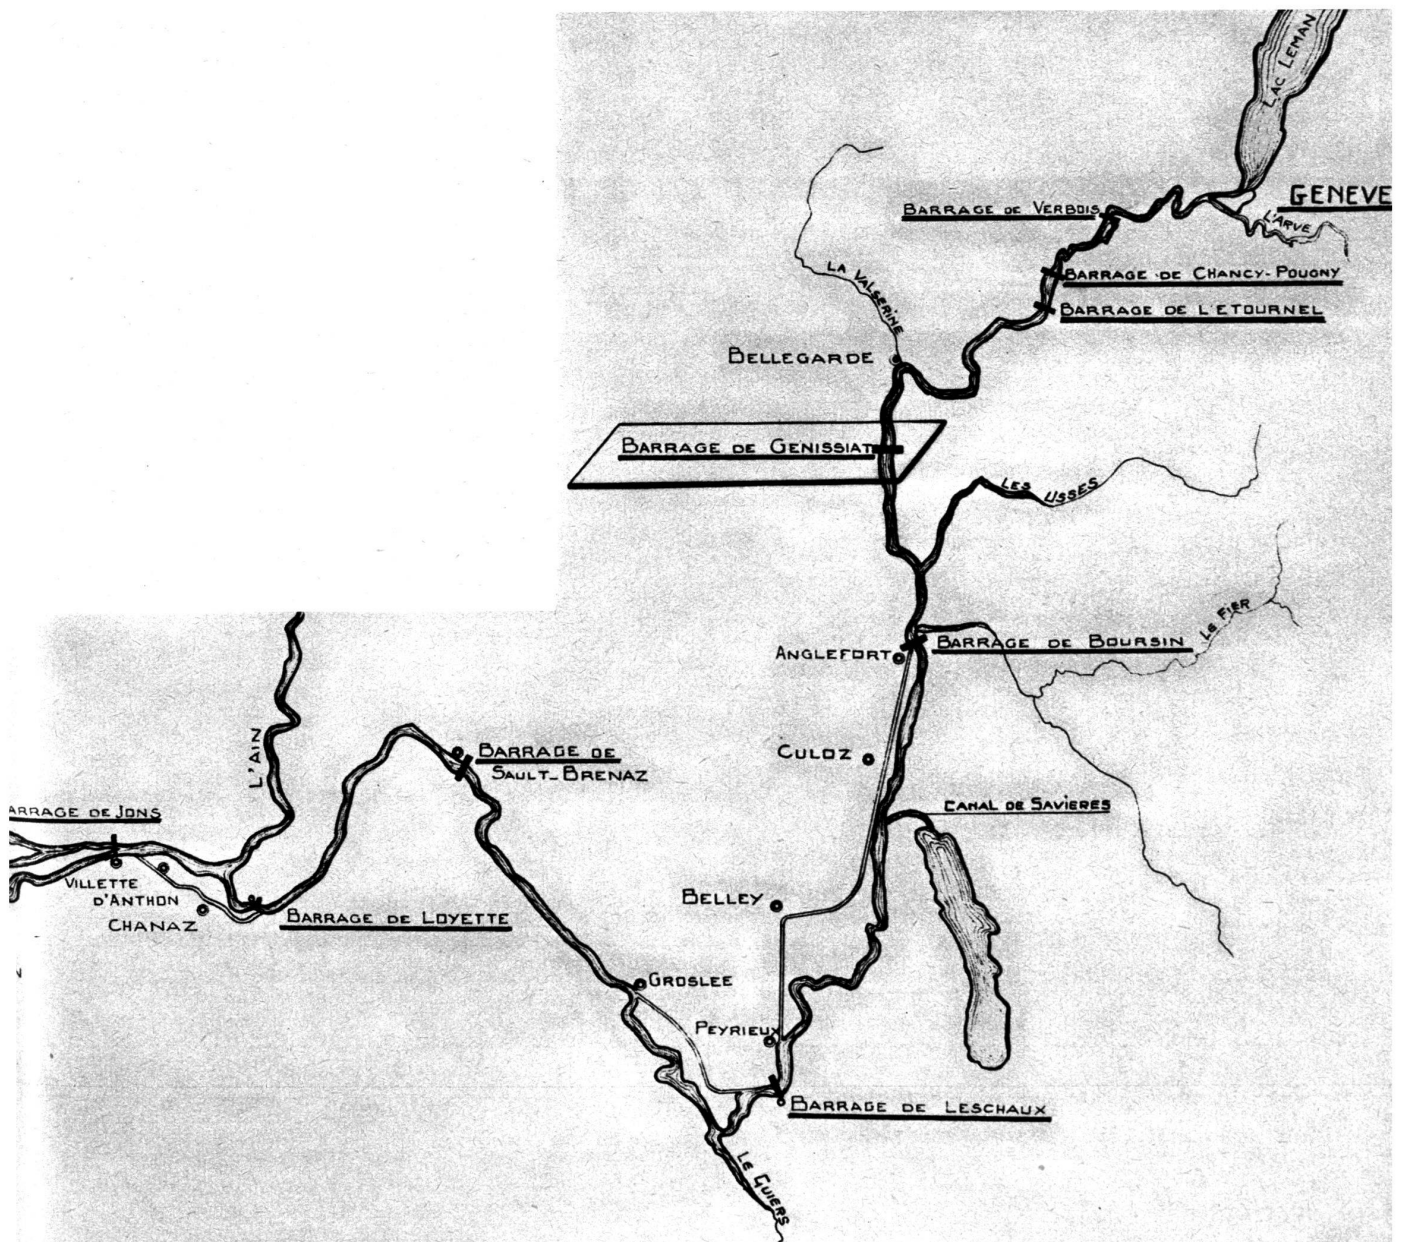 LAC LEMAN
GENEVE
L'ARVE
BARRAGE DE VERBOIS
BARRAGE DE CHANCY-POUGNY
BARRAGE DE L'ETOURNEL
LA VALSERINE
BELLEGARDE
BARRAGE DE GENISSIAT
LES USSES
LE FIER
ANGLEFORT
BARRAGE DE BOURSIN
L'AIN
BARRAGE DE
SAULT-BRENAZ
CULOZ
CANAL DE SAVIERES
ARRAGE DE JONS
VILLETTE
D'ANTHON
CHANAZ
BARRAGE DE LOYETTE
BELLEY
GROSLEE
PEYRIEUX
BARRAGE DE LESCHAUX
LE GUIERS